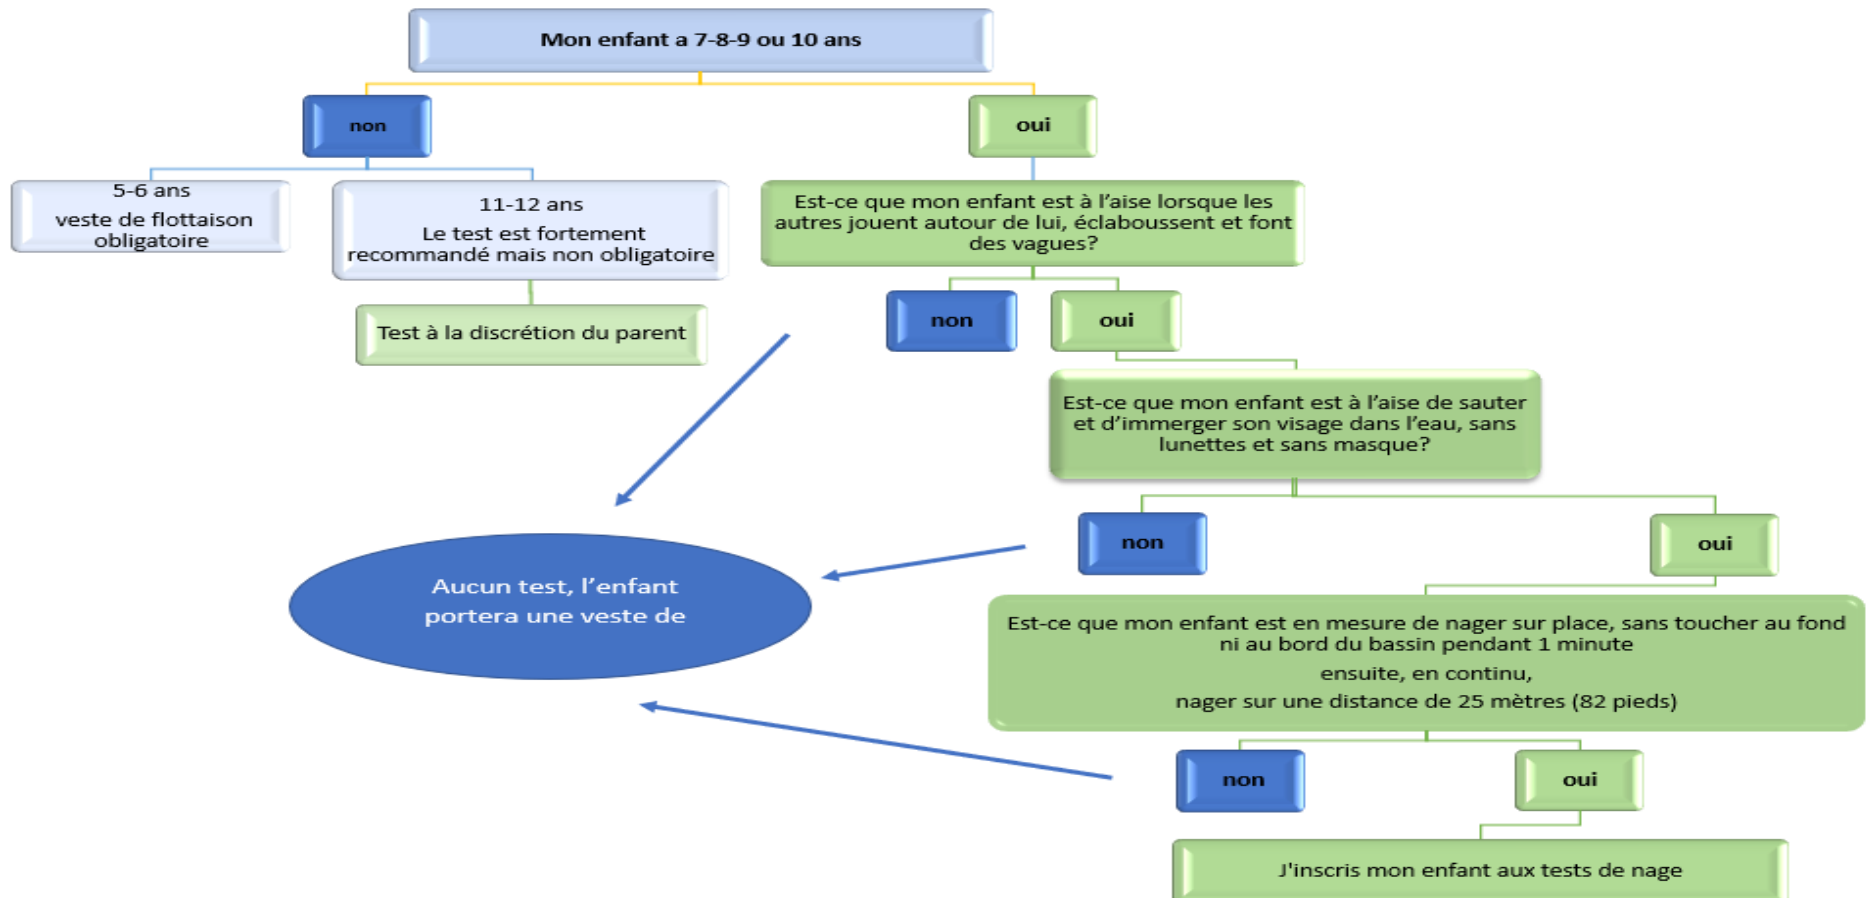 Mon enfant a 7-8-9 ou 10 ans
non
oui
5-6 ans
veste de flottaison
obligatoire
11-12 ans
Le test est fortement
recommandé mais non obligatoire
Test à la discrétion du parent
Est-ce que mon enfant est à l'aise lorsque les
autres jouent autour de lui, éclaboussent et font
des vagues?
non
oui
Est-ce que mon enfant est à l'aise de sauter
et d'immerger son visage dans l'eau, sans
lunettes et sans masque?
non
oui
Aucun test, l'enfant
portera une veste de
Est-ce que mon enfant est en mesure de nager sur place, sans toucher au fond
ni au bord du bassin pendant 1 minute
ensuite, en continu,
nager sur une distance de 25 mètres (82 pieds)
non
oui
J'inscris mon enfant aux tests de nage